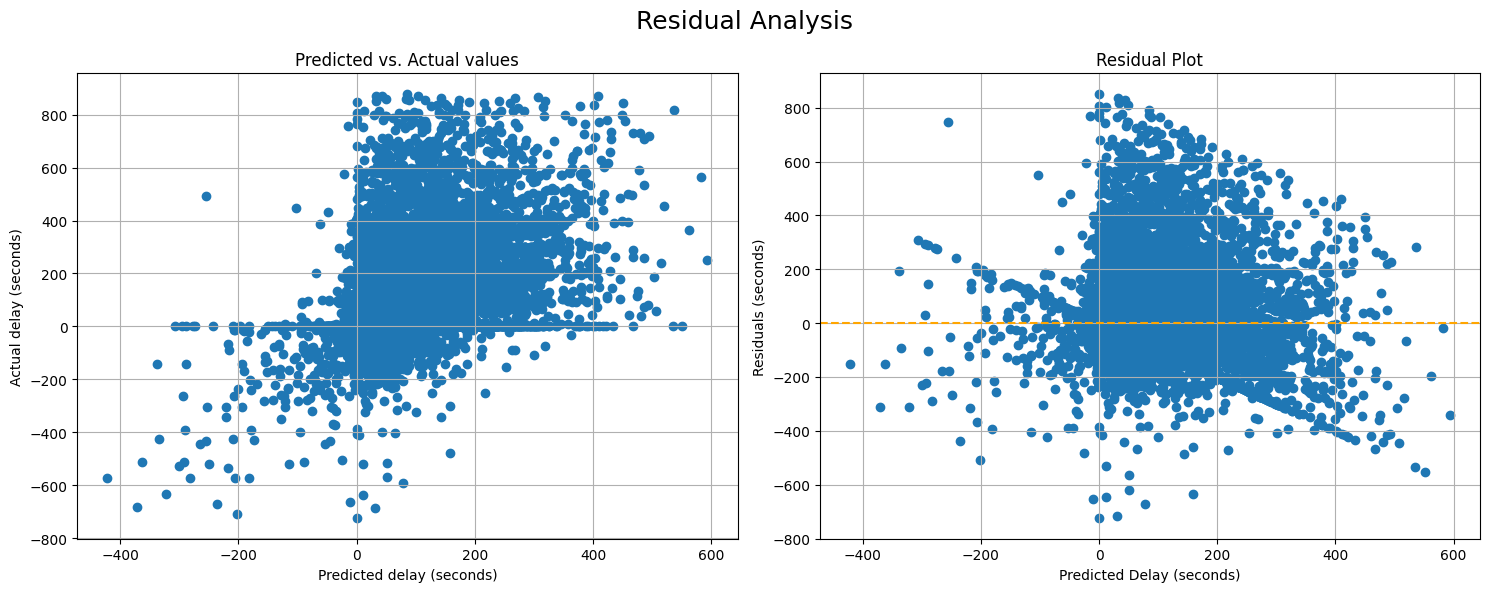 Residual Analysis
Predicted vs. Actual values
Actual delay (seconds)
800
600
400
200
0
−200
−400
−600
−800
−400 −200 0 200 400 600
Predicted delay (seconds)
Residual Plot
Residuals (seconds)
800
600
400
200
0
−200
−400
−600
−800
−400 −200 0 200 400 600
Predicted Delay (seconds)